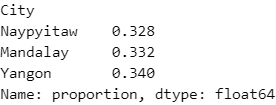 City
Naypyitaw    0.328
Mandalay     0.332
Yangon       0.340
Name: proportion, dtype: float64